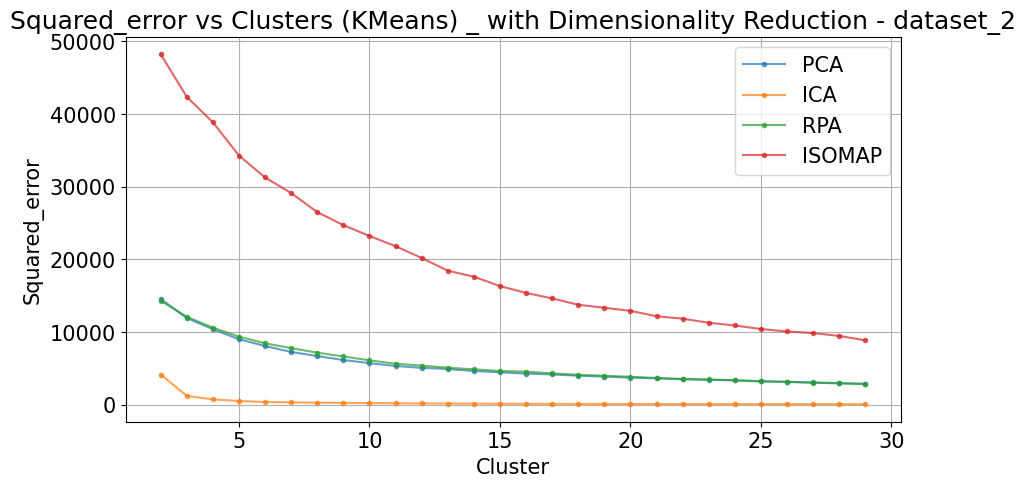 Squared_error vs Clusters (KMeans) _ with Dimensionality Reduction - dataset_2
50000
40000
30000
20000
10000
0
Squared_error
PCA
ICA
RPA
ISOMAP
5
10
15
20
25
30
Cluster